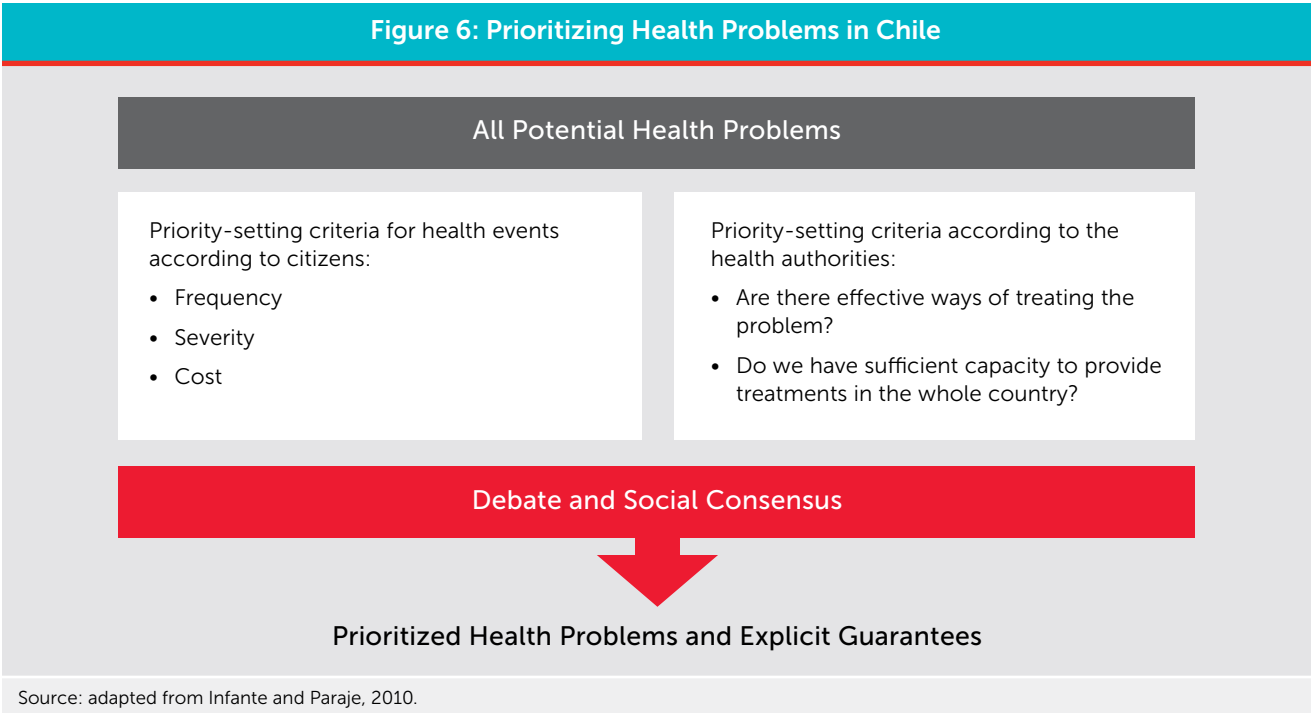 Figure 6: Prioritizing Health Problems in Chile
All Potential Health Problems
Priority-setting criteria for health events
according to citizens:
• Frequency
• Severity
• Cost
Priority-setting criteria according to the
health authorities:
• Are there effective ways of treating the
problem?
• Do we have sufficient capacity to provide
treatments in the whole country?
Debate and Social Consensus
Prioritized Health Problems and Explicit Guarantees
Source: adapted from Infante and Paraje, 2010.